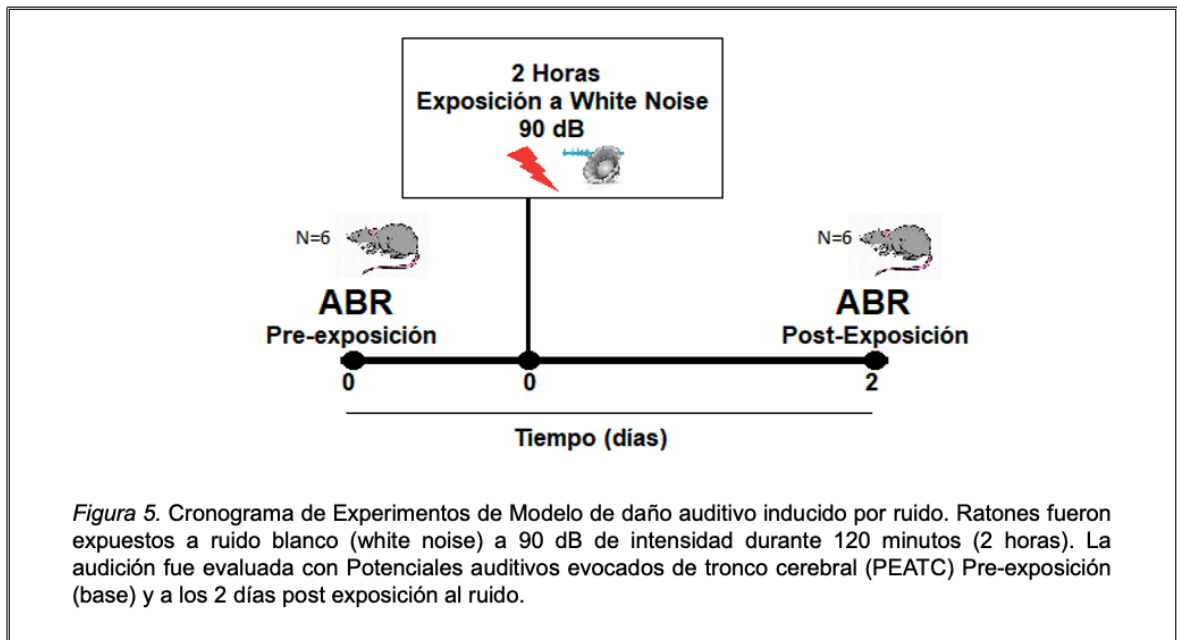 2 Horas
Exposición a White Noise
90 dB
N=6
N=6
ABR
ABR
Pre-exposición
Post-Exposición
0
0
2
Tiempo (días)
Figura 5. Cronograma de Experimentos de Modelo de daño auditivo inducido por ruido. Ratones fueron
expuestos a ruido blanco (white noise) a 90 dB de intensidad durante 120 minutos (2 horas). La
audición fue evaluada con Potenciales auditivos evocados de tronco cerebral (PEATC) Pre-exposición
(base) y a los 2 días post exposición al ruido.